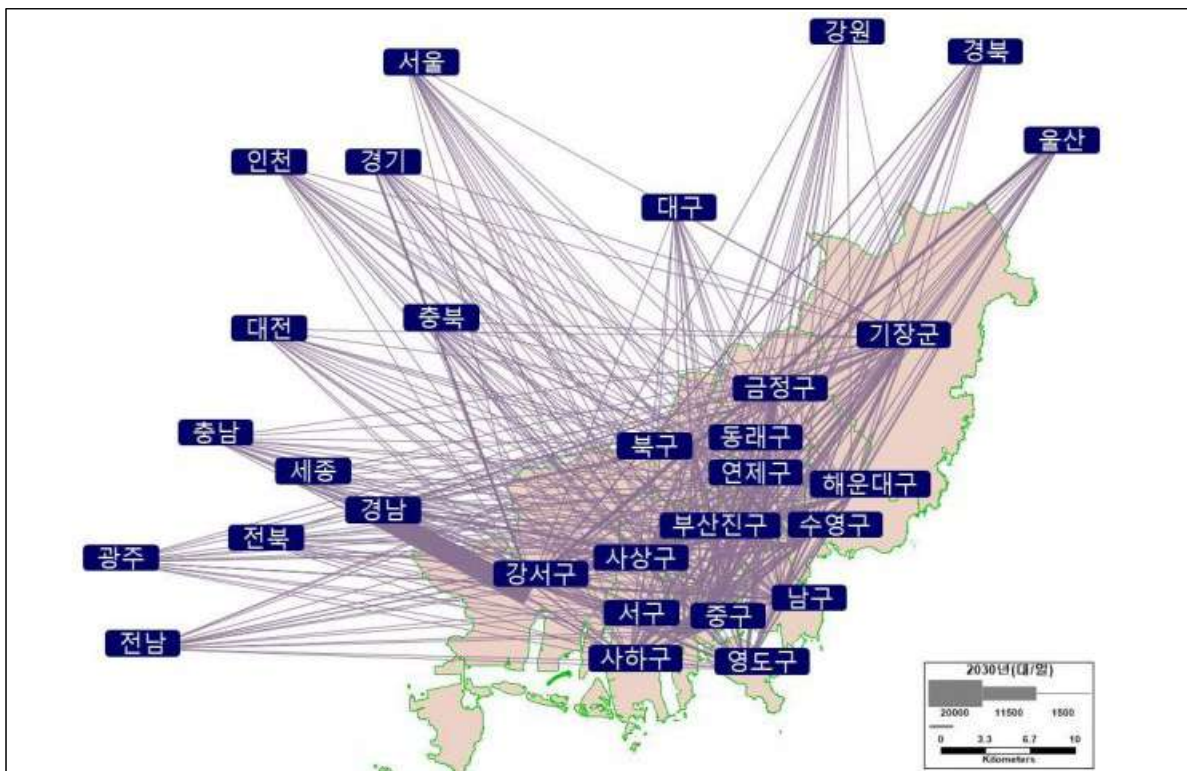 강원
경북
서울
울산
인천
경기
대구
충북
대전
기장군
금정구
충남
북구
동래구
세종
연제구
해운대구
경남
부산진구
수영구
전북
광주
사상구
강서구
남구
서구
중구
전남
사하구
영도구
2030년(대/일)
20000 11500 1500
0 3.3 6.7 10
Kilometers